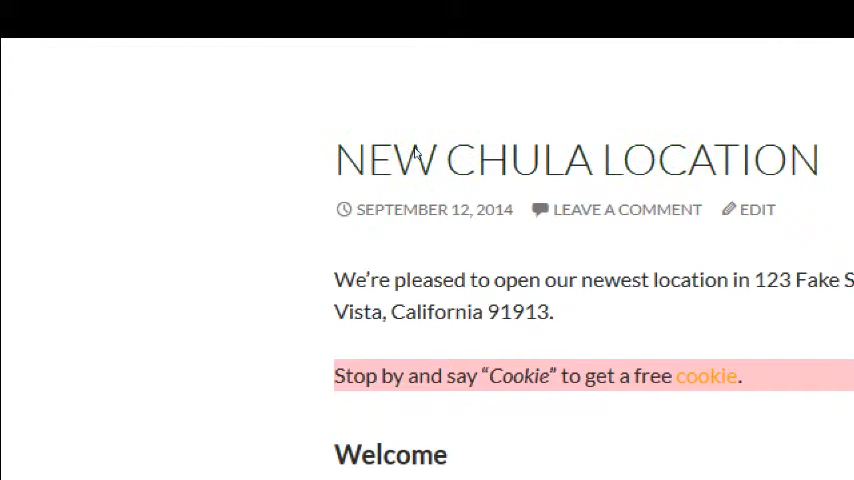 NEW CHULA LOCATION
SEPTEMBER 12, 2014 LEAVE A COMMENT EDIT
We're pleased to open our newest location in 123 Fake S
Vista, California 91913.
Stop by and say “Cookie” to get a free cookie.
Welcome